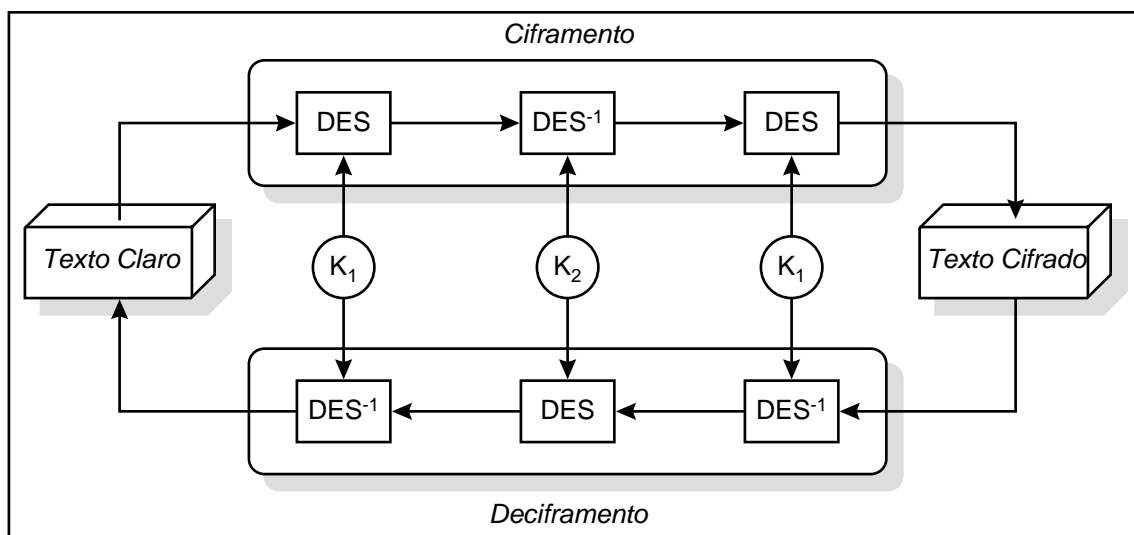 Ciframento
DES
DES⁻¹
DES
Texto Claro
K₁
K₂
K₁
Texto Cifrado
DES⁻¹
DES
DES⁻¹
Deciframento